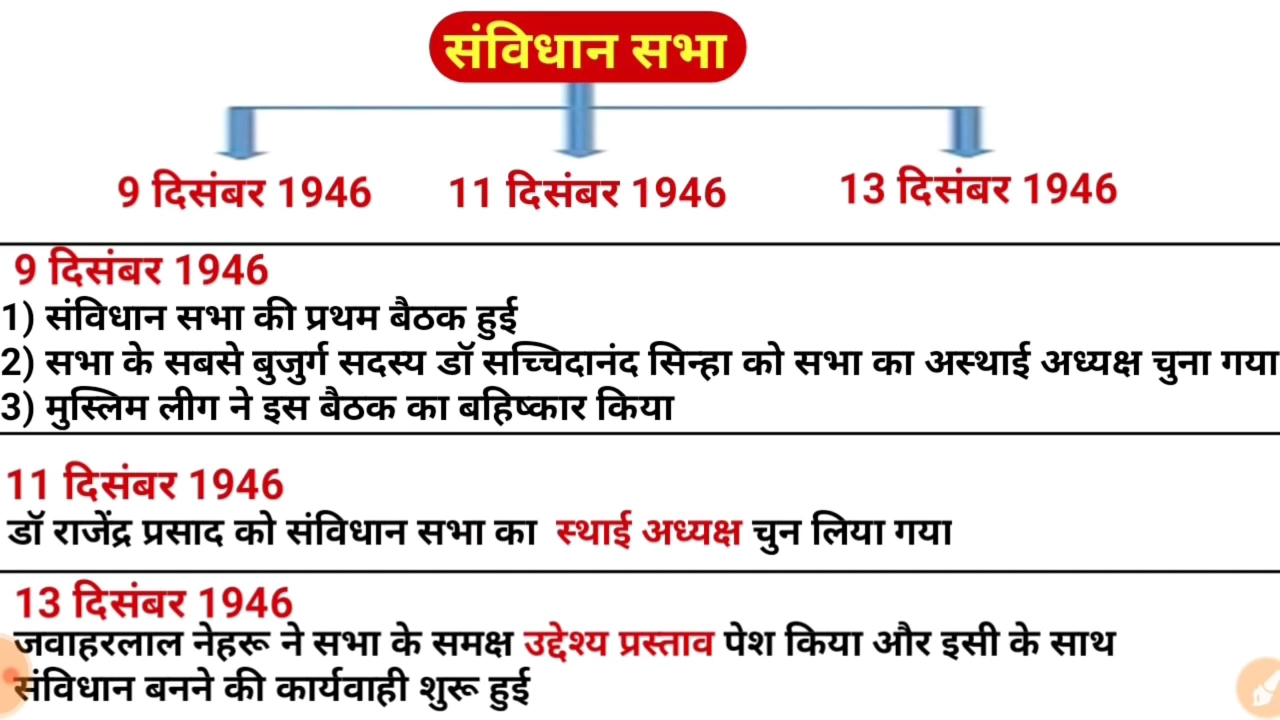 संविधान सभा
9 दिसंबर 1946 11 दिसंबर 1946 13 दिसंबर 1946
9 दिसंबर 1946
1) संविधान सभा की प्रथम बैठक हुई
2) सभा के सबसे बुजुर्ग सदस्य डॉ सच्चिदानंद सिन्हा को सभा का अस्थाई अध्यक्ष चुना गया
3) मुस्लिम लीग ने इस बैठक का बहिष्कार किया
11 दिसंबर 1946
डॉ राजेंद्र प्रसाद को संविधान सभा का स्थाई अध्यक्ष चुन लिया गया
13 दिसंबर 1946
जवाहरलाल नेहरू ने सभा के समक्ष उद्देश्य प्रस्ताव पेश किया और इसी के साथ
संविधान बनने की कार्यवाही शुरू हुई